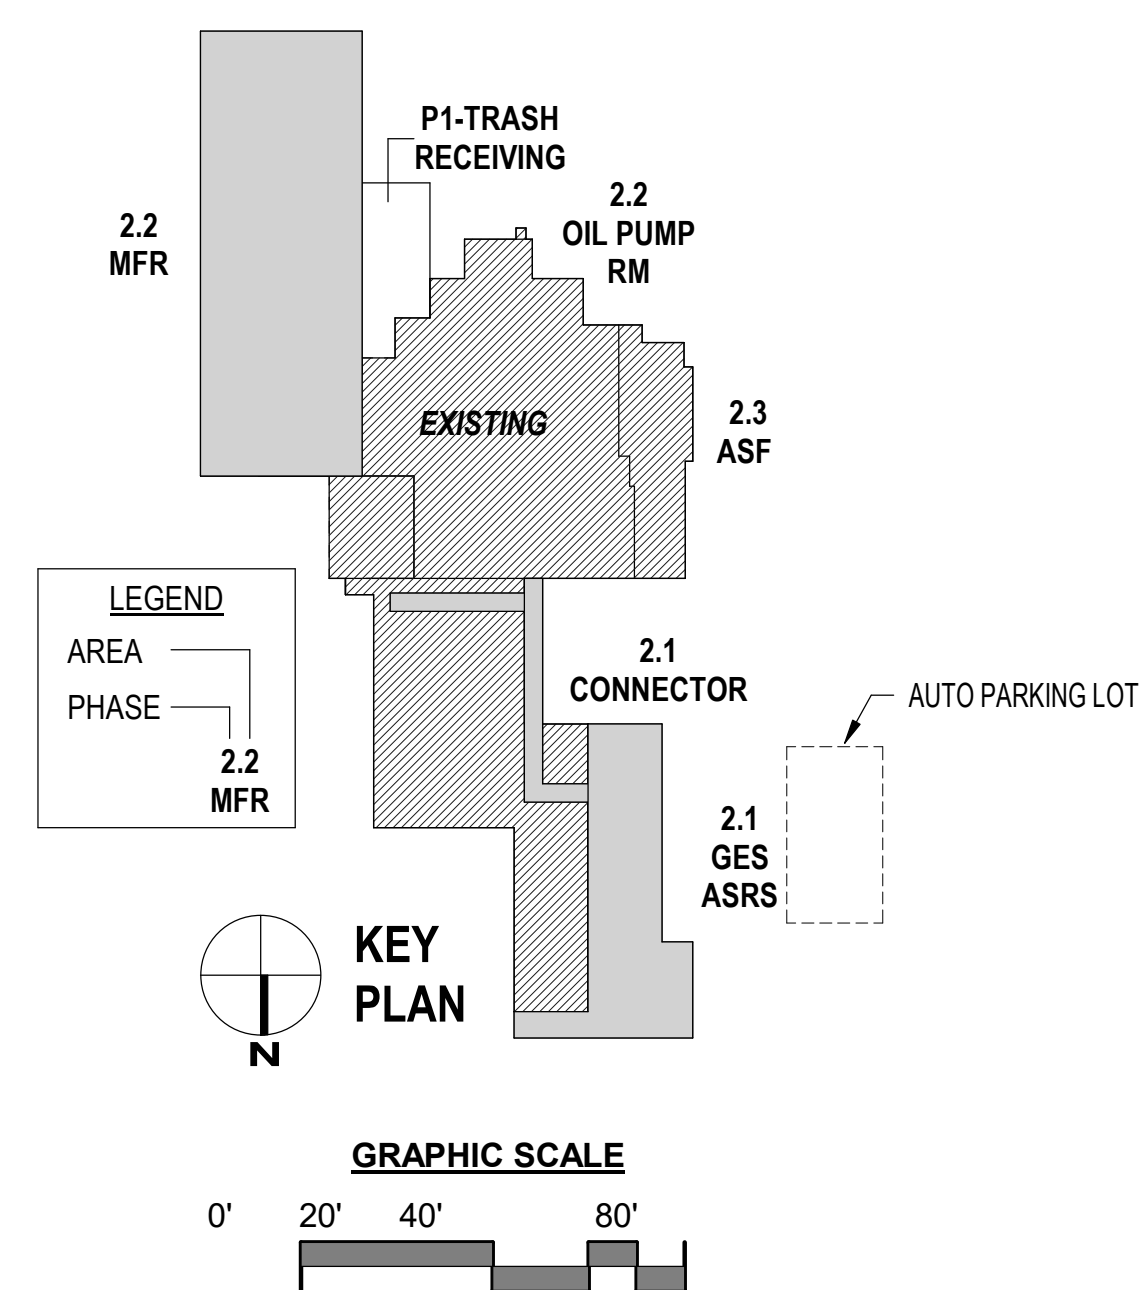 P1-TRASH
RECEIVING
2.2
MFR
2.2
OIL PUMP
RM
EXISTING
2.3
ASF
LEGEND
AREA
PHASE
2.2
MFR
2.1
CONNECTOR
AUTO PARKING LOT
2.1
GES
ASRS
KEY
PLAN
N
GRAPHIC SCALE
0' 20' 40' 80'